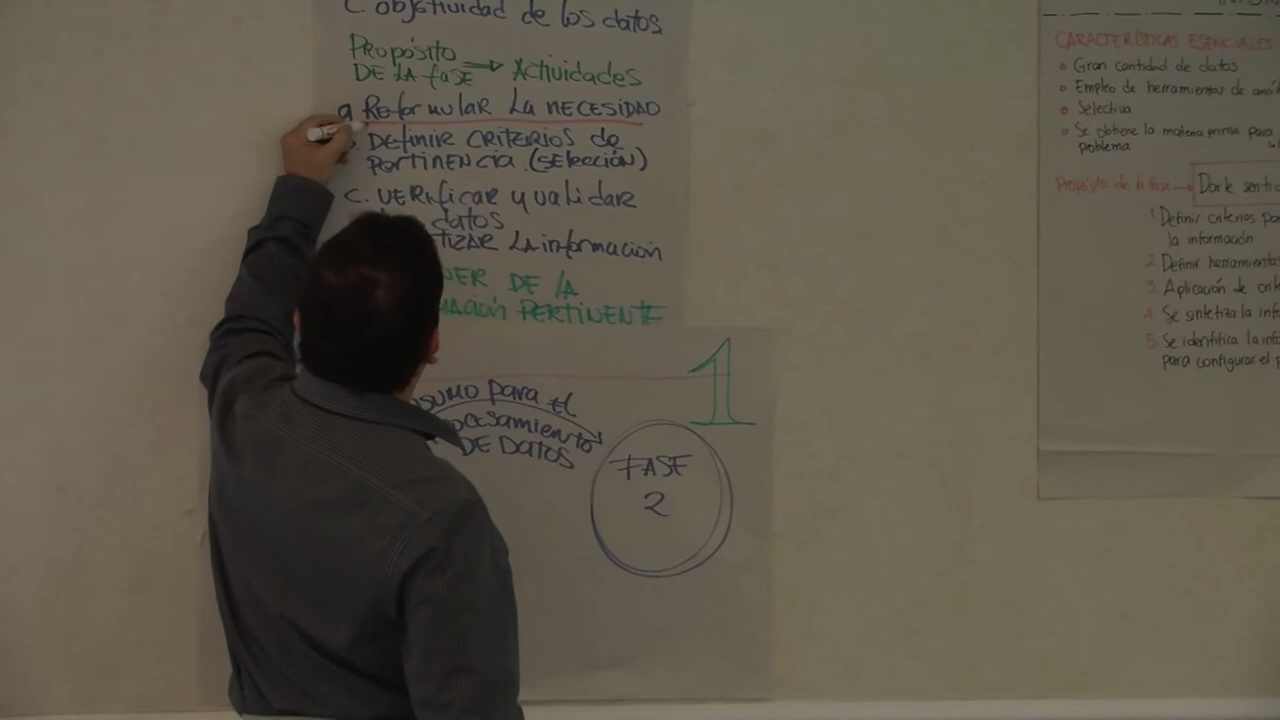 C. objetividad de los datos
Propósito
DE LA fase → Actividades
a Reformular La NECESIDAD
DEFINIR CRITERIOS de
PERTINENCIA (SElección)
C. VERIficar y validar
datos
LA información
DE LA
PERTINENTE
para EL
DE DATOS
1
FASE
2
CARACTERÍSTICAS ESENCIALES
Gran cantidad de datos
Empleo de herramientas de
Selectiva
Se obtiene la materia prima para
problema
Propósito de la fase → Darle
1. Definir criterios
la información
2. Definir
3. Aplicación de
4. Se sintetiza la
5. Se identifica la
para configurar el